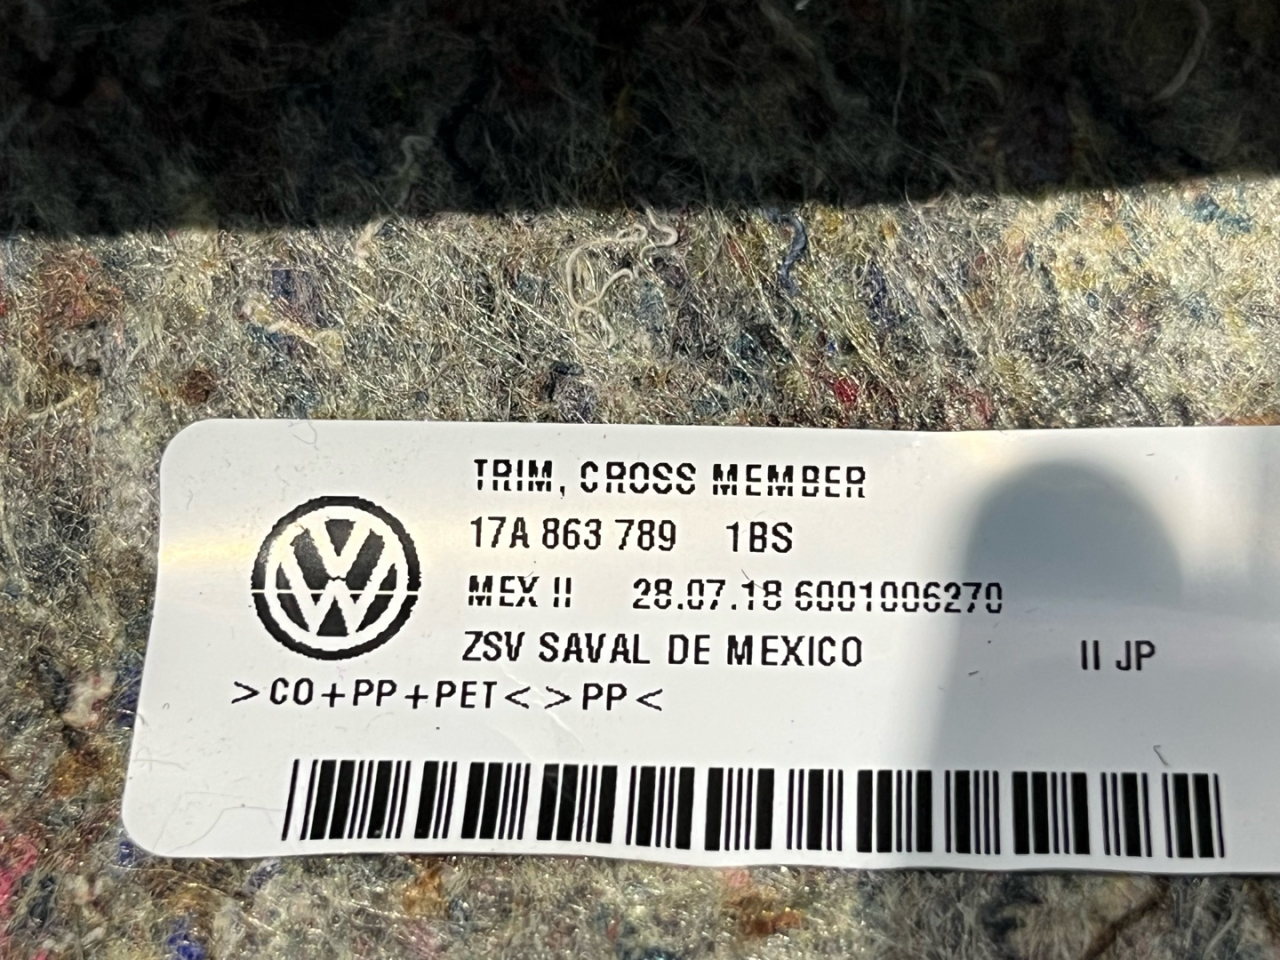 TRIM, CROSS MEMBER
17A 863 789 1BS
MEX II 28.07.18 6001006270
ZSV SAVAL DE MEXICO II JP
>CO+PP+PET< >PP<